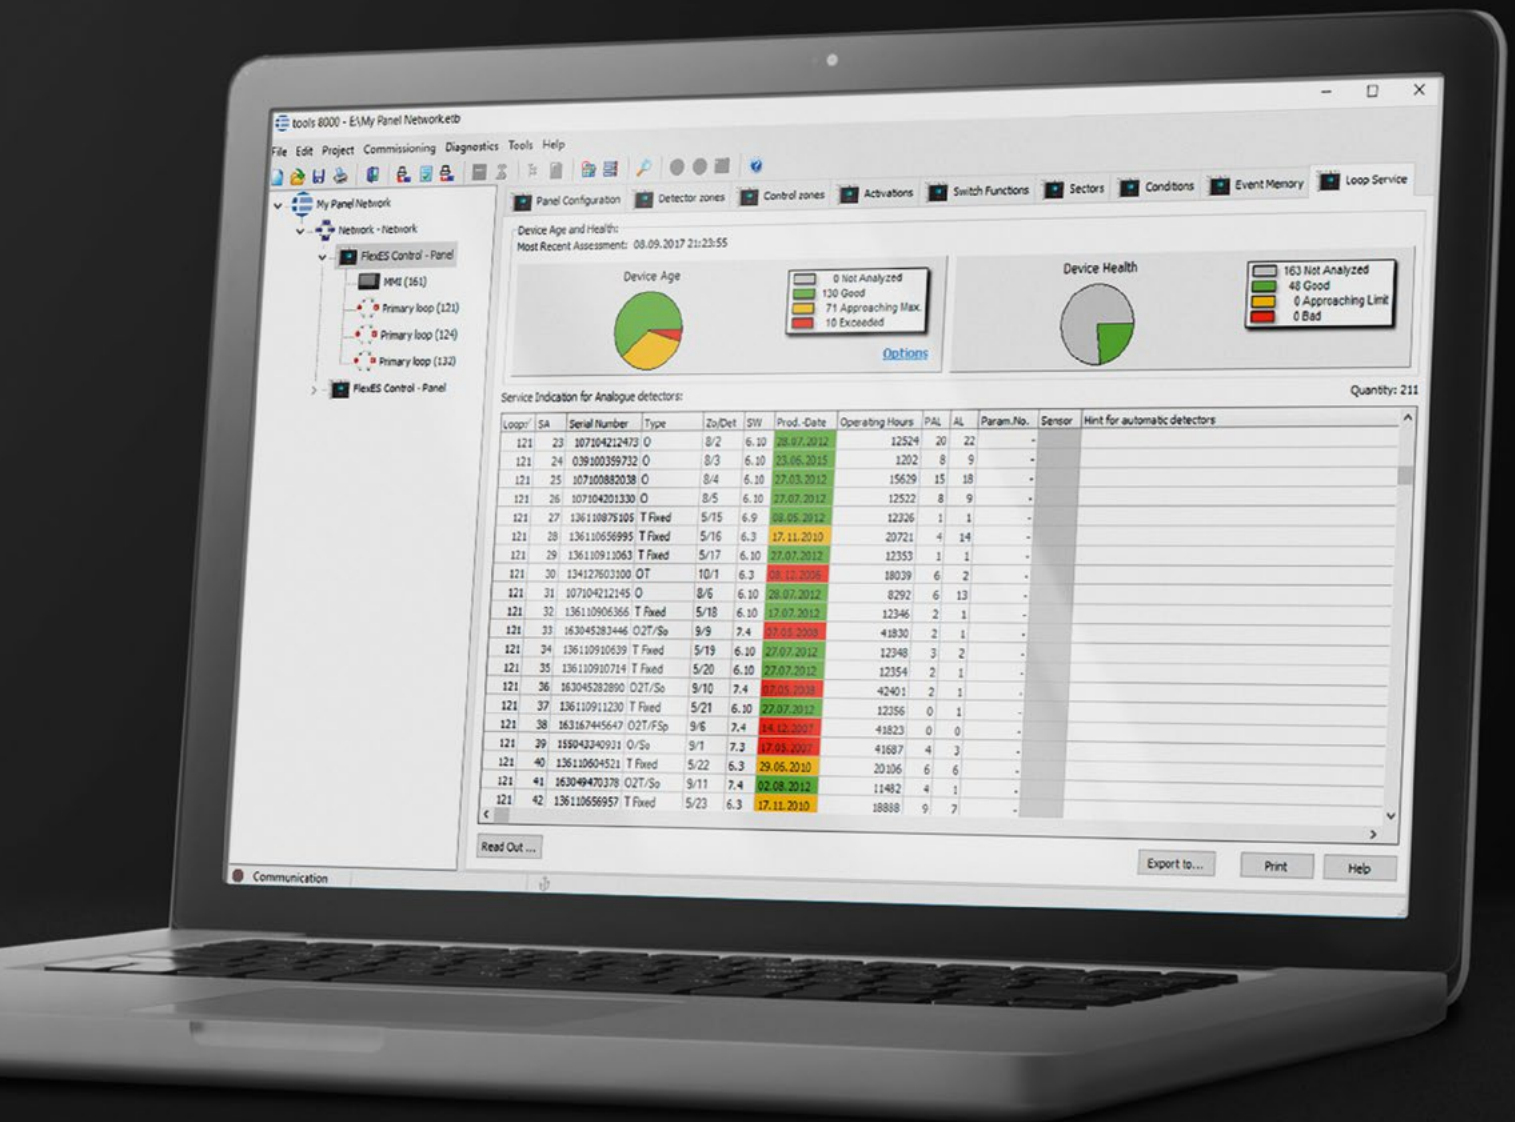 tools 8000 - E:\My Panel Network.etb
File Edit Project Commissioning Diagnostics Tools Help
My Panel Network
Network - Network
FlexES Control - Panel
MMI (161)
Primary loop (121)
Primary loop (124)
Primary loop (132)
FlexES Control - Panel
Panel Configuration Detector zones Control zones Activations Switch Functions Sectors Conditions Event Memory Loop Service
Device Age and Health:
Most Recent Assessment: 08.09.2017 21:23:55
Device Age
0 Not Analyzed
130 Good
71 Approaching Max.
10 Exceeded
Options
Device Health
163 Not Analyzed
48 Good
0 Approaching Limit
0 Bad
Service Indication for Analogue detectors:
Quantity: 211
Loop/ SA Serial Number Type Zo/Det SW Prod.-Date Operating Hours PAL AL Param.No. Sensor Hint for automatic detectors
121 23 107104212473 O 8/2 6.10 28.07.2012 12524 20 22 -
121 24 039100359732 O 8/3 6.10 23.06.2015 1202 8 9 -
121 25 107100882038 O 8/4 6.10 27.03.2012 15629 15 18 -
121 26 107104201330 O 8/5 6.10 27.07.2012 12522 8 9 -
121 27 136110875105 T Fixed 5/15 6.9 08.05.2012 12326 1 1 -
121 28 136110656995 T Fixed 5/16 6.3 17.11.2010 20721 4 14 -
121 29 136110911063 T Fixed 5/17 6.10 27.07.2012 12353 1 1 -
121 30 134127603100 OT 10/1 6.3 08.12.2006 18039 6 2 -
121 31 107104212145 O 8/6 6.10 28.07.2012 8292 6 13 -
121 32 136110906366 T Fixed 5/18 6.10 17.07.2012 12346 2 1 -
121 33 163045283446 O2T/So 9/9 7.4 07.05.2008 41830 2 1 -
121 34 136110910639 T Fixed 5/19 6.10 27.07.2012 12348 3 2 -
121 35 136110910714 T Fixed 5/20 6.10 27.07.2012 12354 2 1 -
121 36 163045282890 O2T/So 9/10 7.4 07.05.2008 42401 2 1 -
121 37 136110911230 T Fixed 5/21 6.10 27.07.2012 12356 0 1 -
121 38 163167445647 O2T/FSp 9/6 7.4 14.12.2007 41823 0 0 -
121 39 155043340931 O/So 9/1 7.3 17.05.2007 41687 4 3 -
121 40 136110604521 T Fixed 5/22 6.3 29.06.2010 20106 6 6 -
121 41 163049470378 O2T/So 9/11 7.4 02.08.2012 11482 4 1 -
121 42 136110656957 T Fixed 5/23 6.3 17.11.2010 18888 9 7 -
Read Out ...
Export to... Print Help
Communication